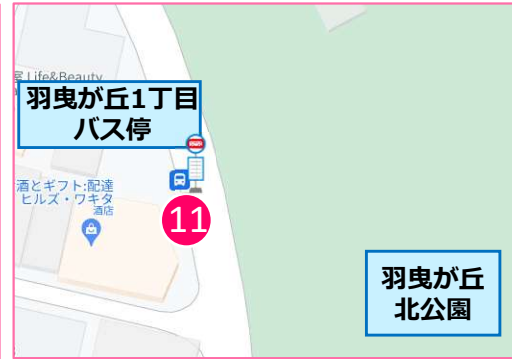 室 Life&Beauty
羽曳が丘1丁目
バス停
酒とギフト:配達
ヒルズ・ワキタ
酒店
11
羽曳が丘
北公園